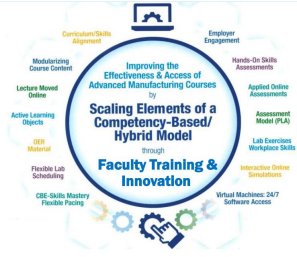 Curriculum/Skills
Alignment
Employer
Engagement
Modularizing
Course Content
Improving the
Effectiveness & Access of
Advanced Manufacturing Courses
by
Scaling Elements of a
Competency-Based/
Hybrid Model
through
Faculty Training &
Innovation
Hands-On Skills
Assessments
Lecture Moved
Online
Applied Online
Assessments
Active Learning
Objects
Assessment
Model (PLA)
OER
Material
Lab Exercises
Workplace Skills
Flexible Lab
Scheduling
Interactive Online
Simulations
CBE-Skills Mastery
Flexible Pacing
Virtual Machines: 24/7
Software Access